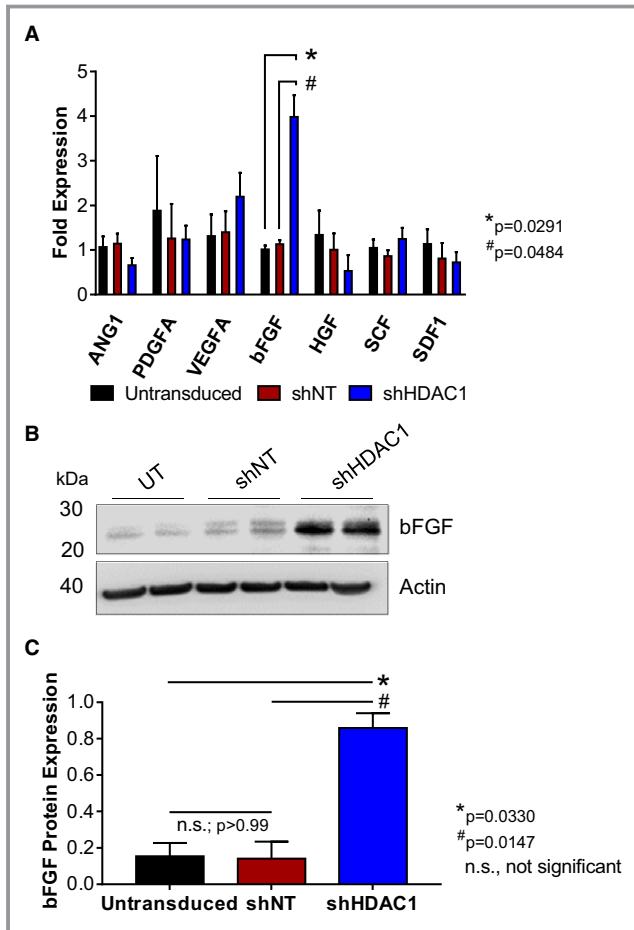 A
Fold Expression
5
4
3
2
1
0
*
#
*p=0.0291
#p=0.0484
ANG1
PDGFA
VEGFA
bFGF
HGF
SCF
SDF1
Untransduced shNT shHDAC1
B
kDa
UT
shNT
shHDAC1
30
20
bFGF
40
Actin
C
bFGF Protein Expression
1.0
0.8
0.6
0.4
0.2
0.0
*
#
n.s.; p>0.99
*p=0.0330
#p=0.0147
n.s., not significant
Untransduced shNT shHDAC1